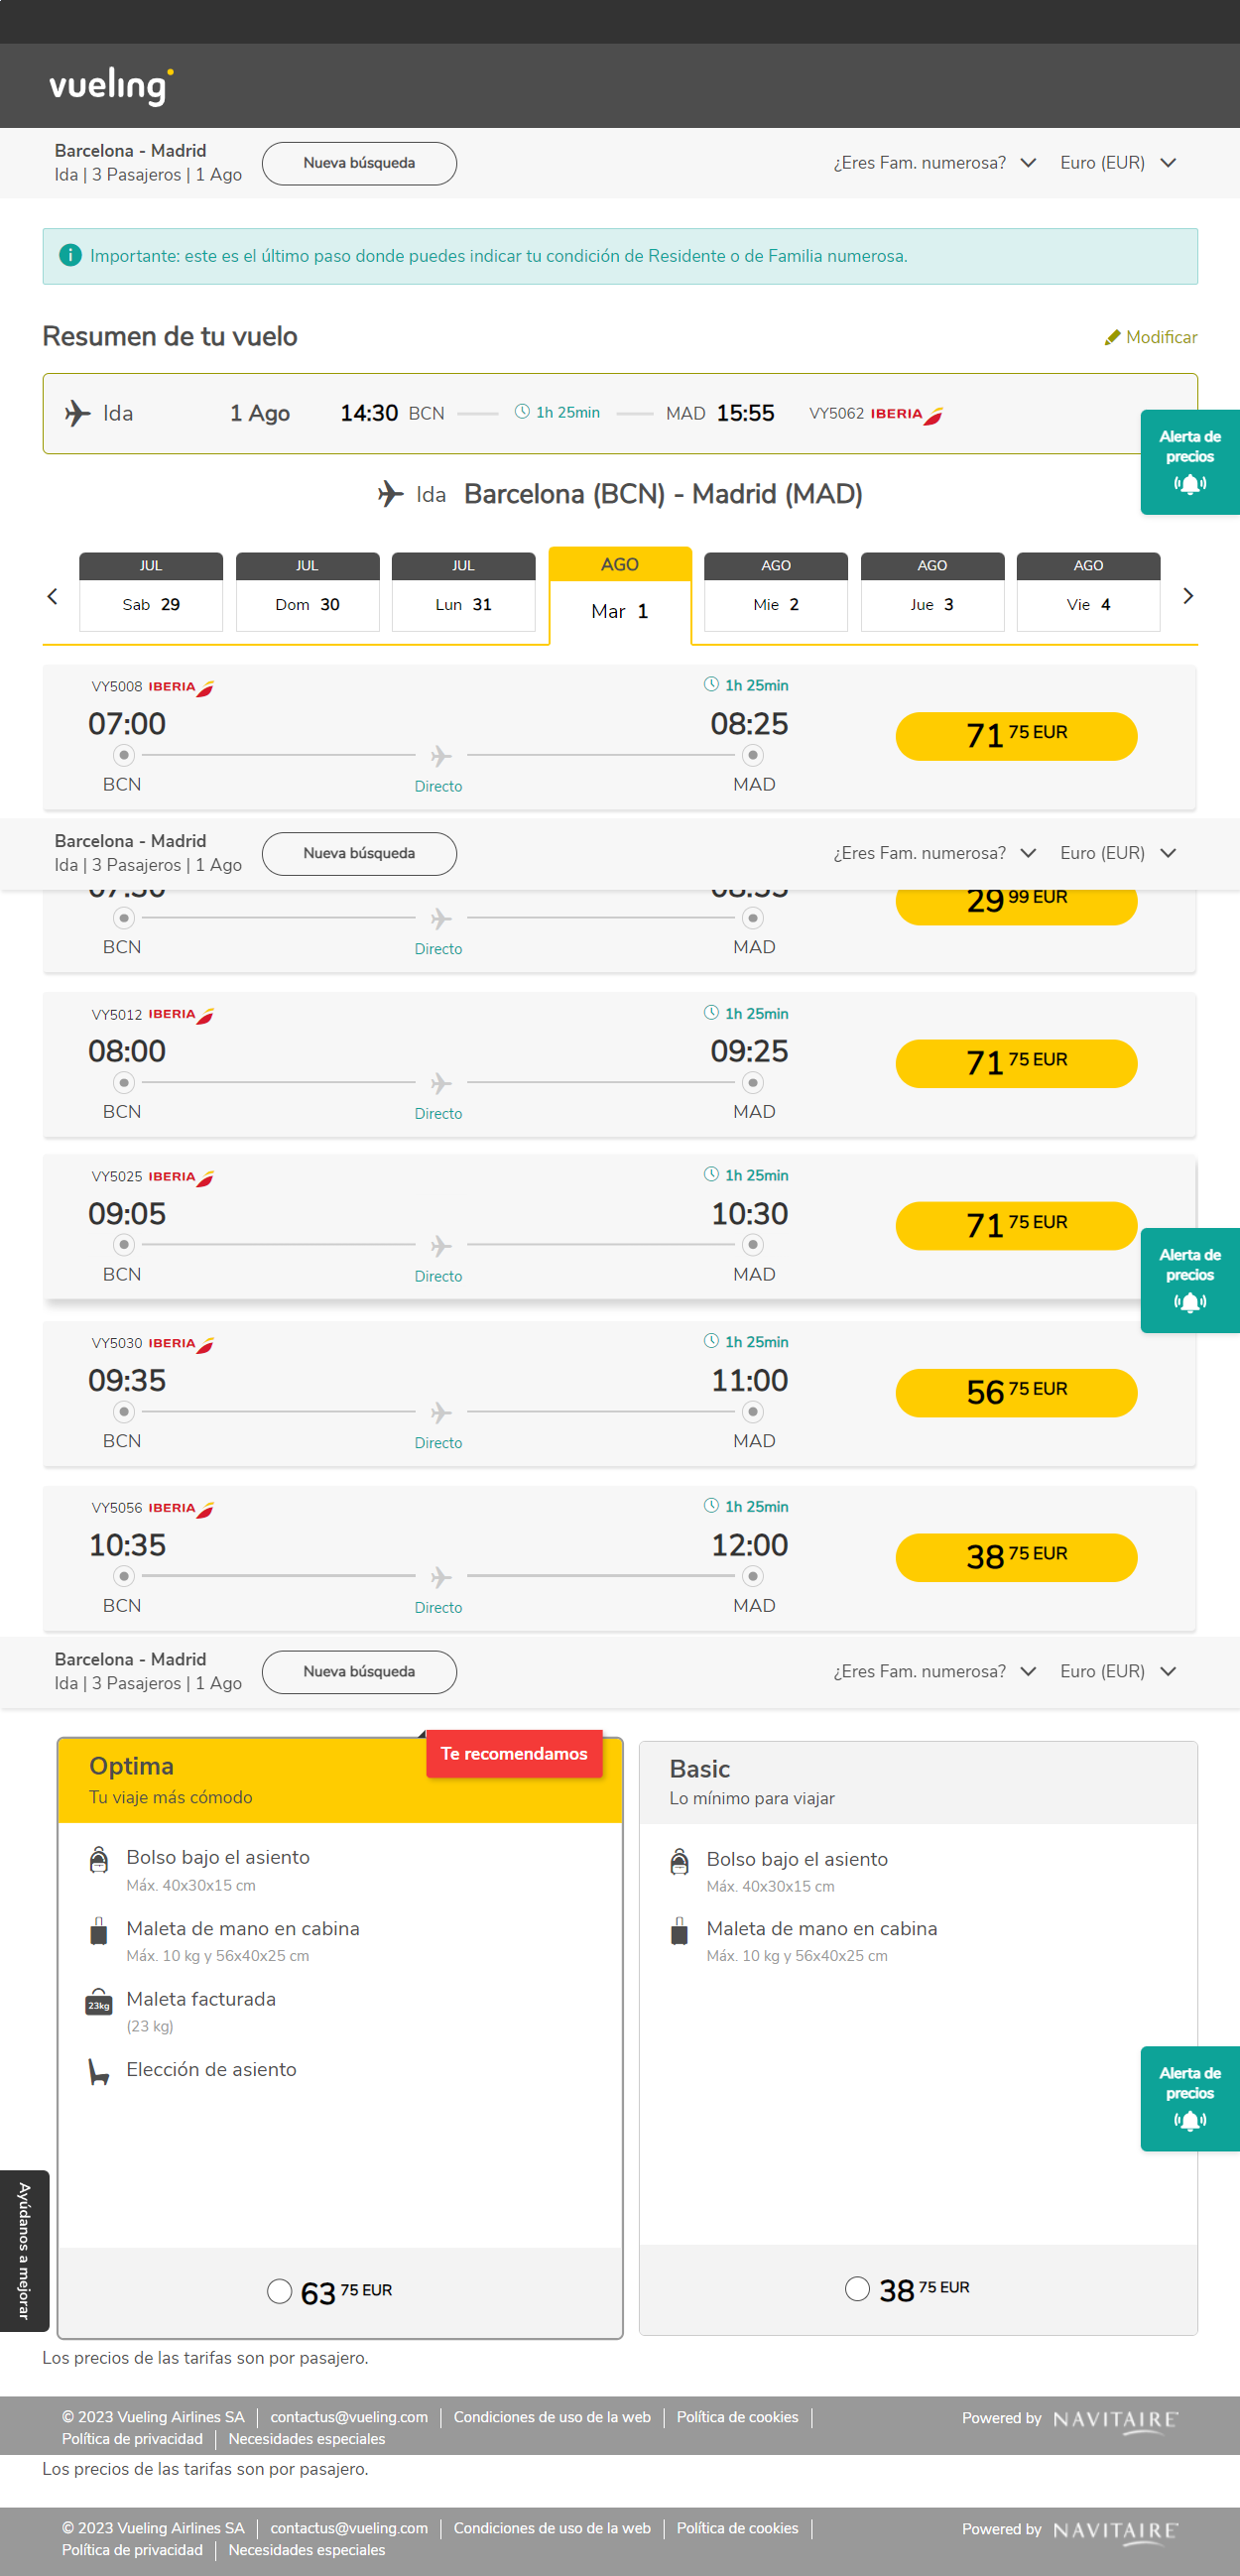 vueling
Barcelona - Madrid
Ida | 3 Pasajeros | 1 Ago
Nueva búsqueda
¿Eres Fam. numerosa?
Euro (EUR)
Importante: este es el último paso donde puedes indicar tu condición de Residente o de Familia numerosa.
Resumen de tu vuelo
Modificar
Ida 1 Ago 14:30 BCN 1h 25min MAD 15:55 VY5062 IBERIA
Alerta de
precios
Ida Barcelona (BCN) - Madrid (MAD)
JUL JUL JUL AGO AGO AGO AGO
Sab 29 Dom 30 Lun 31 Mar 1 Mie 2 Jue 3 Vie 4
VY5008 IBERIA 1h 25min
07:00 08:25
71 75 EUR
BCN Directo MAD
Barcelona - Madrid
Ida | 3 Pasajeros | 1 Ago
Nueva búsqueda
¿Eres Fam. numerosa?
Euro (EUR)
29 99 EUR
BCN Directo MAD
VY5012 IBERIA 1h 25min
08:00 09:25
71 75 EUR
BCN Directo MAD
VY5025 IBERIA 1h 25min
09:05 10:30
71 75 EUR
BCN Directo MAD
Alerta de
precios
VY5030 IBERIA 1h 25min
09:35 11:00
56 75 EUR
BCN Directo MAD
VY5056 IBERIA 1h 25min
10:35 12:00
38 75 EUR
BCN Directo MAD
Barcelona - Madrid
Ida | 3 Pasajeros | 1 Ago
Nueva búsqueda
¿Eres Fam. numerosa?
Euro (EUR)
Te recomendamos
Optima
Tu viaje más cómodo
Bolso bajo el asiento
Máx. 40x30x15 cm
Maleta de mano en cabina
Máx. 10 kg y 56x40x25 cm
23kg
Maleta facturada
(23 kg)
Elección de asiento
63 75 EUR
Basic
Lo mínimo para viajar
Bolso bajo el asiento
Máx. 40x30x15 cm
Maleta de mano en cabina
Máx. 10 kg y 56x40x25 cm
38 75 EUR
Alerta de
precios
Ayúdanos a mejorar
Los precios de las tarifas son por pasajero.
© 2023 Vueling Airlines SA | contactus@vueling.com | Condiciones de uso de la web | Política de cookies |
Política de privacidad | Necesidades especiales
Powered by NAVITAIRE
Los precios de las tarifas son por pasajero.
© 2023 Vueling Airlines SA | contactus@vueling.com | Condiciones de uso de la web | Política de cookies |
Política de privacidad | Necesidades especiales
Powered by NAVITAIRE